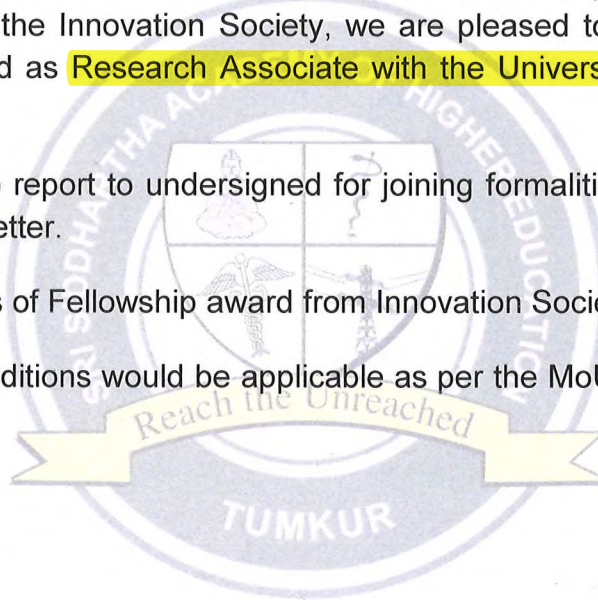 the Innovation Society, we are pleased to
d as Research Associate with the Univers
report to undersigned for joining formaliti
etter.
s of Fellowship award from Innovation Socie
ditions would be applicable as per the MoU
SRI SIDDHARTHA ACADEMY OF HIGHER EDUCATION
Reach the Unreached
TUMKUR